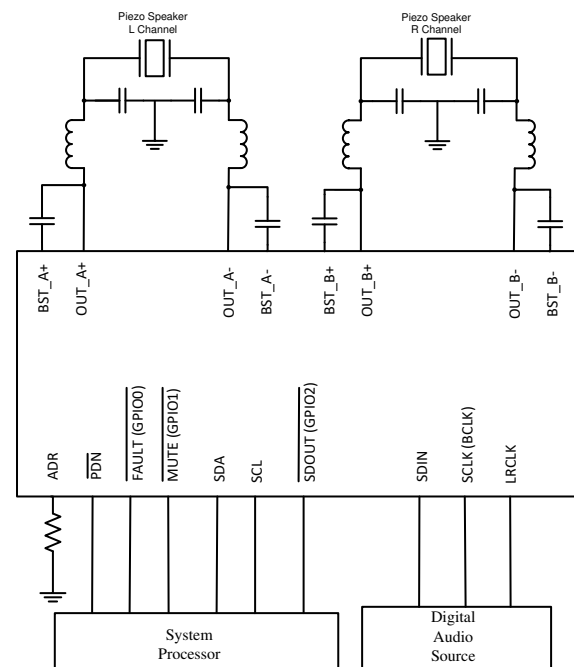 Piezo Speaker
L Channel
Piezo Speaker
R Channel
BST_A+
OUT_A+
OUT_A-
BST_A-
BST_B+
OUT_B+
OUT_B-
BST_B-
ADR
PDN
FAULT (GPIO0)
MUTE (GPIO1)
SDA
SCL
SDOUT (GPIO2)
SDIN
SCLK (BCLK)
LRCLK
System
Processor
Digital
Audio
Source